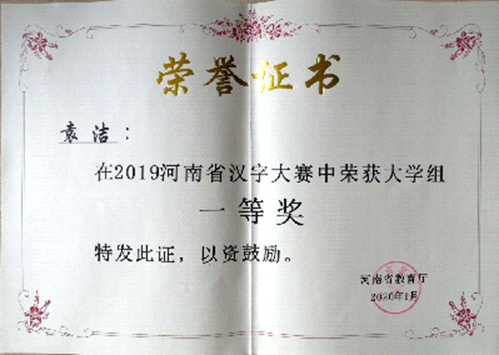 荣誉证书
袁洁：
在2019河南省汉字大赛中荣获大学组
一等奖
特发此证，以资鼓励。
河南省教育厅
2020年1月